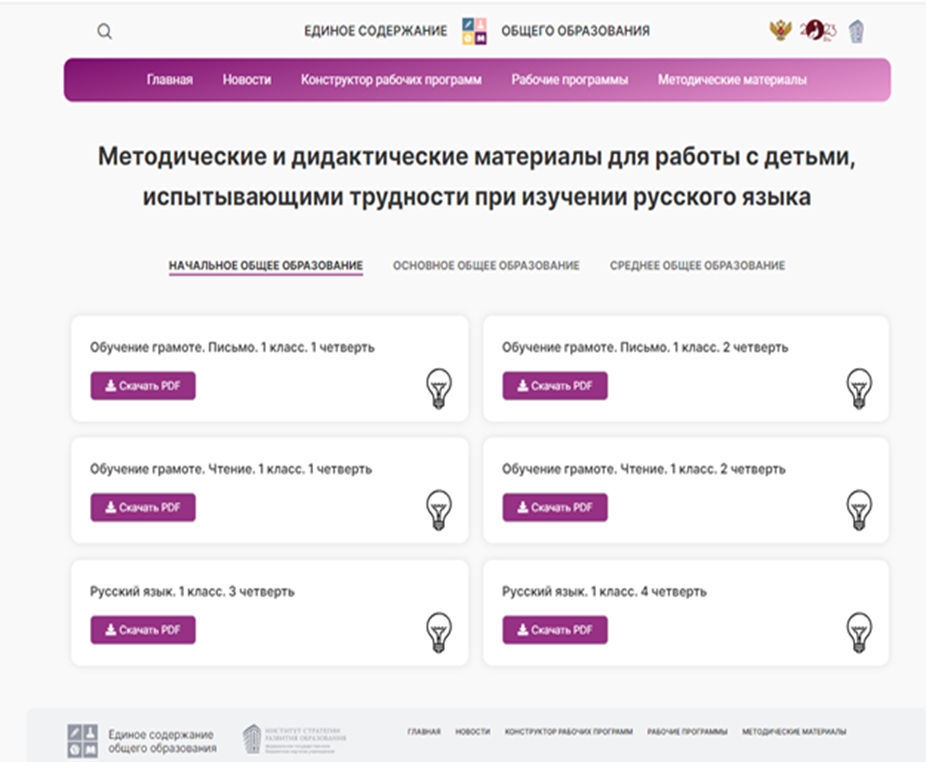 ЕДИНОЕ СОДЕРЖАНИЕ ОБЩЕГО ОБРАЗОВАНИЯ 2023
Главная Новости Конструктор рабочих программ Рабочие программы Методические материалы
Методические и дидактические материалы для работы с детьми,
испытывающими трудности при изучении русского языка
НАЧАЛЬНОЕ ОБЩЕЕ ОБРАЗОВАНИЕ ОСНОВНОЕ ОБЩЕЕ ОБРАЗОВАНИЕ СРЕДНЕЕ ОБЩЕЕ ОБРАЗОВАНИЕ
Обучение грамоте. Письмо. 1 класс. 1 четверть
Скачать PDF
Обучение грамоте. Письмо. 1 класс. 2 четверть
Скачать PDF
Обучение грамоте. Чтение. 1 класс. 1 четверть
Скачать PDF
Обучение грамоте. Чтение. 1 класс. 2 четверть
Скачать PDF
Русский язык. 1 класс. 3 четверть
Скачать PDF
Русский язык. 1 класс. 4 четверть
Скачать PDF
Единое содержание
общего образования
ИНСТИТУТ СТРАТЕГИИ
РАЗВИТИЯ ОБРАЗОВАНИЯ
ГЛАВНАЯ НОВОСТИ КОНСТРУКТОР РАБОЧИХ ПРОГРАММ РАБОЧИЕ ПРОГРАММЫ МЕТОДИЧЕСКИЕ МАТЕРИАЛЫ